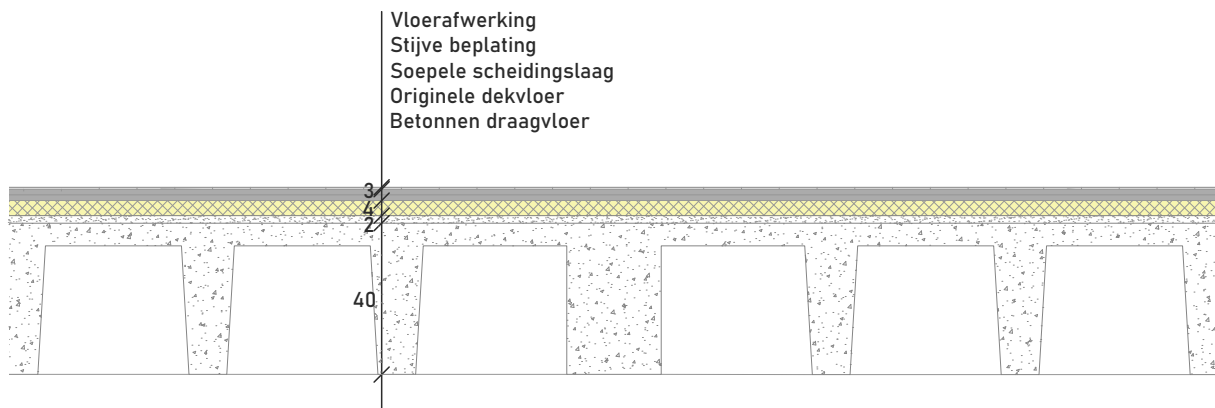 Vloerafwerking
Stijve beplating
Soepele scheidingslaag
Originele dekvloer
Betonnen draagvloer
3
4
2
40